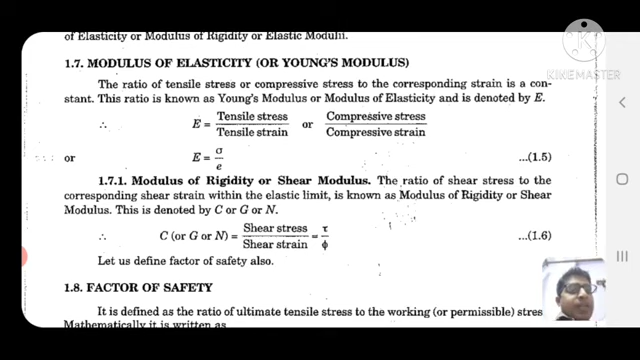 of Elasticity or Modulus of Rigidity or Elastic Modulii.
1.7. MODULUS OF ELASTICITY (OR YOUNG'S MODULUS)
The ratio of tensile stress or compressive stress to the corresponding strain is a con-
stant. This ratio is known as Young's Modulus or Modulus of Elasticity and is denoted by E.
∴ E = Tensile stress / Tensile strain or Compressive stress / Compressive strain
or E = σ / e ...(1.5)
1.7.1. Modulus of Rigidity or Shear Modulus. The ratio of shear stress to the
corresponding shear strain within the elastic limit, is known as Modulus of Rigidity or Shear
Modulus. This is denoted by C or G or N.
∴ C (or G or N) = Shear stress / Shear strain = τ / ϕ ...(1.6)
Let us define factor of safety also.
1.8. FACTOR OF SAFETY
It is defined as the ratio of ultimate tensile stress to the working (or permissible) stres
Mathematically it is written as
KINEMASTER